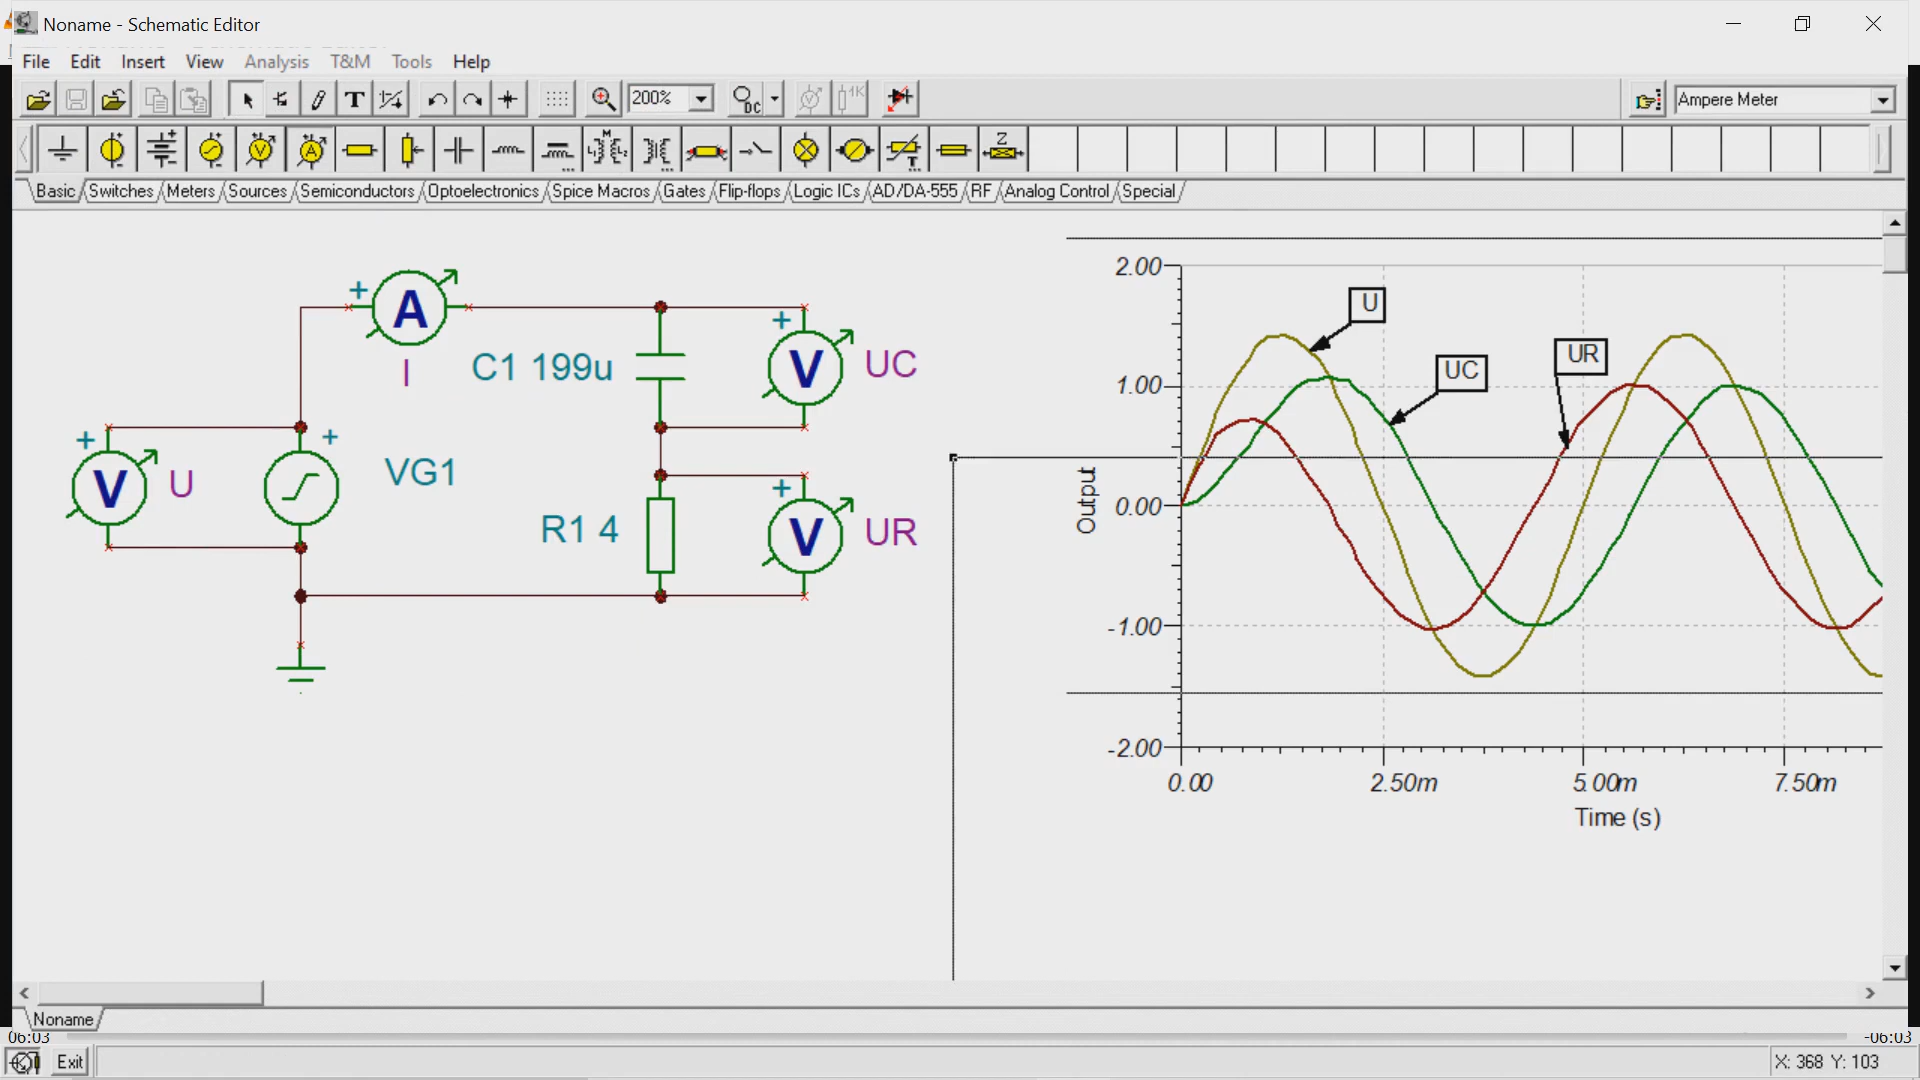 Noname - Schematic Editor
File Edit Insert View Analysis T&M Tools Help
T 200% DC 1K Ampere Meter
Basic Switches Meters Sources Semiconductors Optoelectronics Spice Macros Gates Flip-flops Logic ICs AD/DA-555 RF Analog Control Special
+ A I
C1 199u
+ V UC
+ V U
+ VG1
R1 4
+ V UR
U
UC
UR
2.00
1.00
0.00
-1.00
-2.00
Output
0.00 2.50m 5.00m 7.50m
Time (s)
Noname
06:03 -06:03
Exit X: 368 Y: 103